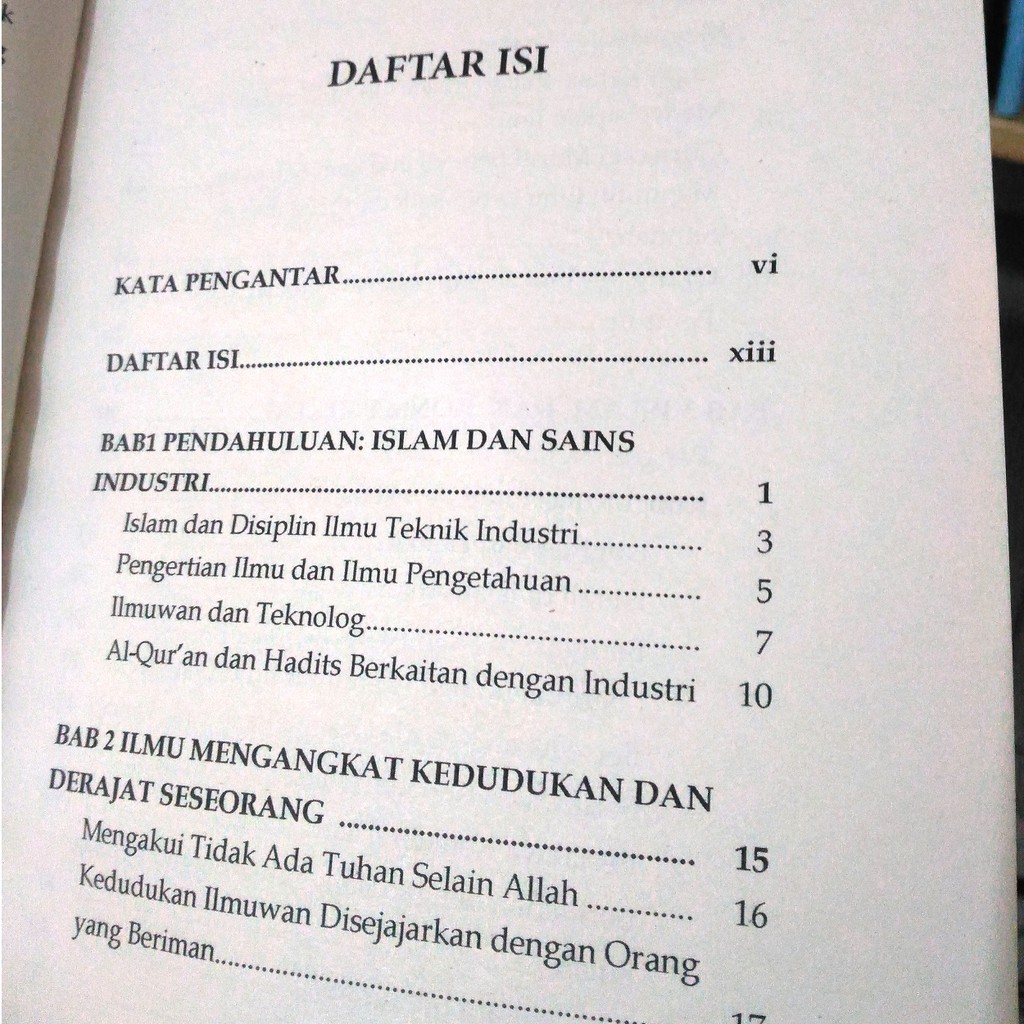 DAFTAR ISI
KATA PENGANTAR.......................................................... vi
DAFTAR ISI.......................................................................... xiii
BAB1 PENDAHULUAN: ISLAM DAN SAINS
INDUSTRI.............................................................................. 1
Islam dan Disiplin Ilmu Teknik Industri................ 3
Pengertian Ilmu dan Ilmu Pengetahuan ................ 5
Ilmuwan dan Teknolog............................................. 7
Al-Qur'an dan Hadits Berkaitan dengan Industri 10
BAB 2 ILMU MENGANGKAT KEDUDUKAN DAN
DERAJAT SESEORANG .................................................. 15
Mengakui Tidak Ada Tuhan Selain Allah .............. 16
Kedudukan Ilmuwan Disejajarkan dengan Orang
yang Beriman............................................................ 17